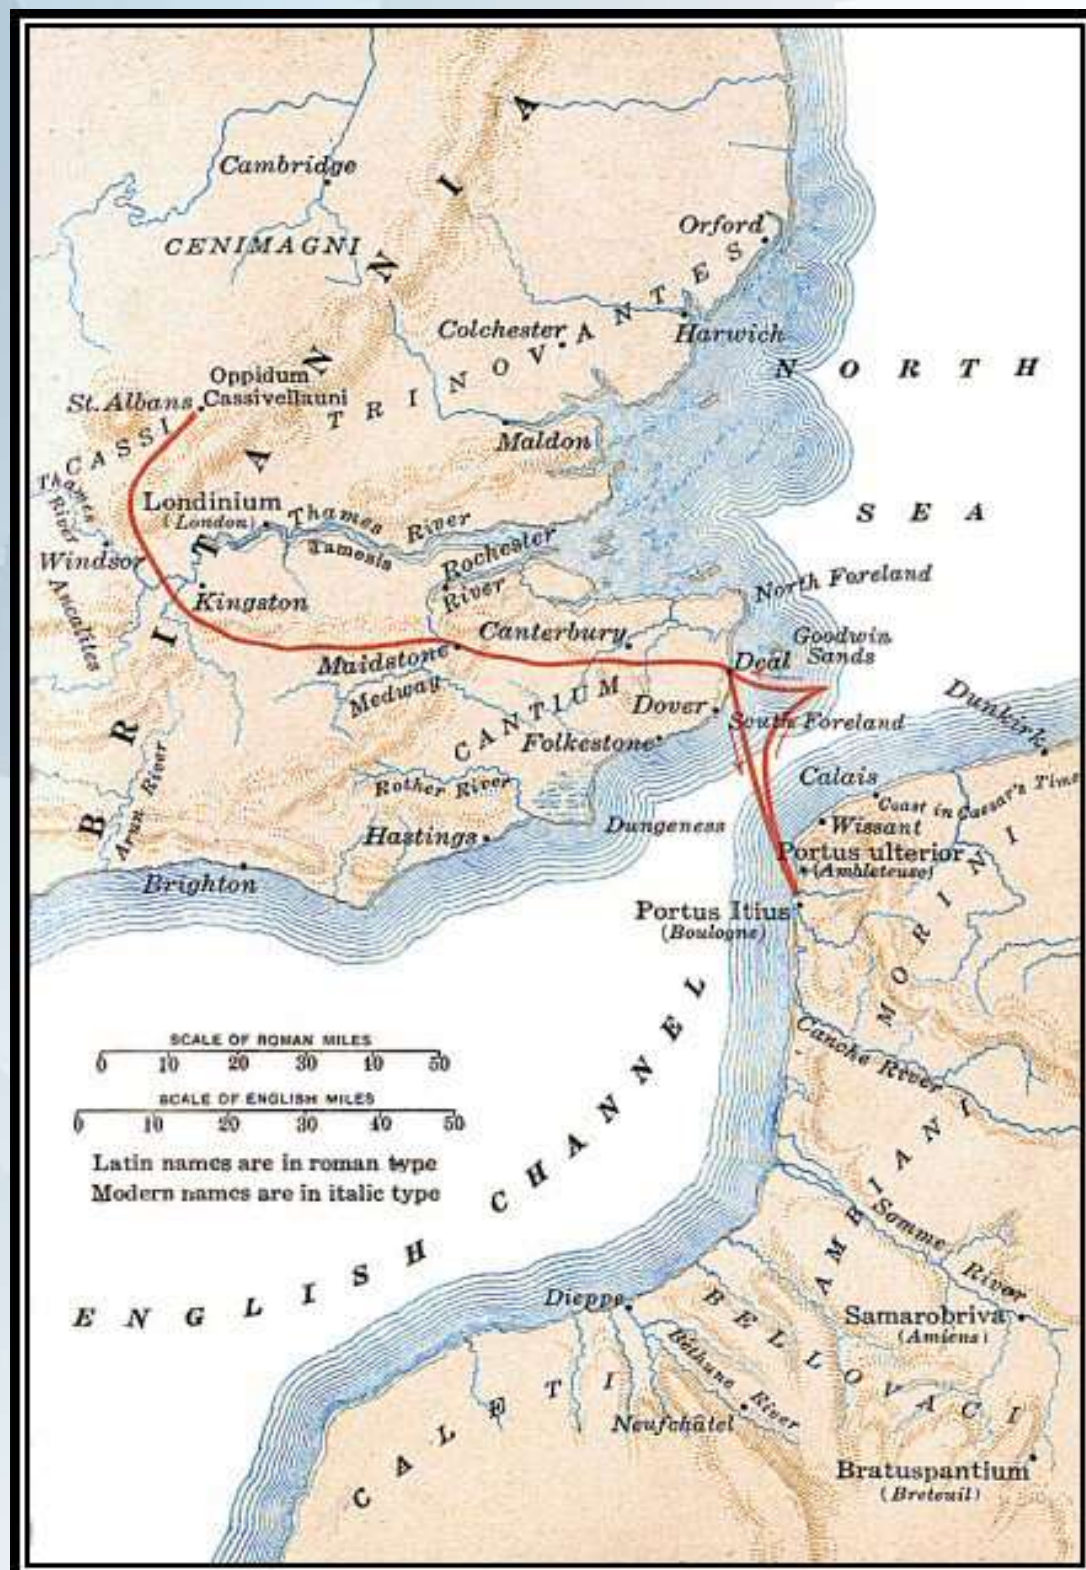 Cambridge
CENIMAGNI
Orford
Colchester
Harwich
TRINOVANTES
BRITANNIA
NORTH
SEA
Oppidum
Cassivellauni
St. Albans
CASSI
Maldon
Thames
River
Londinium
(London)
Thames River
Tamesis
Windsor
Ancalites
Kingston
Rochester
River
North Foreland
Canterbury
Goodwin
Sands
Maidstone
Deal
Medway
CANTIUM
Dover
South Foreland
Folkestone
Dunkirk
Rother River
Calais
Coast in Caesar's Time
Arun River
Hastings
Dungeness
Wissant
Portus ulterior
(Ambleteuse)
Brighton
Portus Itius
(Boulogne)
MORINI
ENGLISH CHANNEL
SCALE OF ROMAN MILES
0 10 20 30 40 50
SCALE OF ENGLISH MILES
0 10 20 30 40 50
Latin names are in roman type
Modern names are in italic type
Canche River
AMBIANI
Somme River
Dieppe
BELLOVACI
Samarobriva
(Amiens)
Béthune River
CALETI
Neufchâtel
Bratuspantium
(Breteuil)